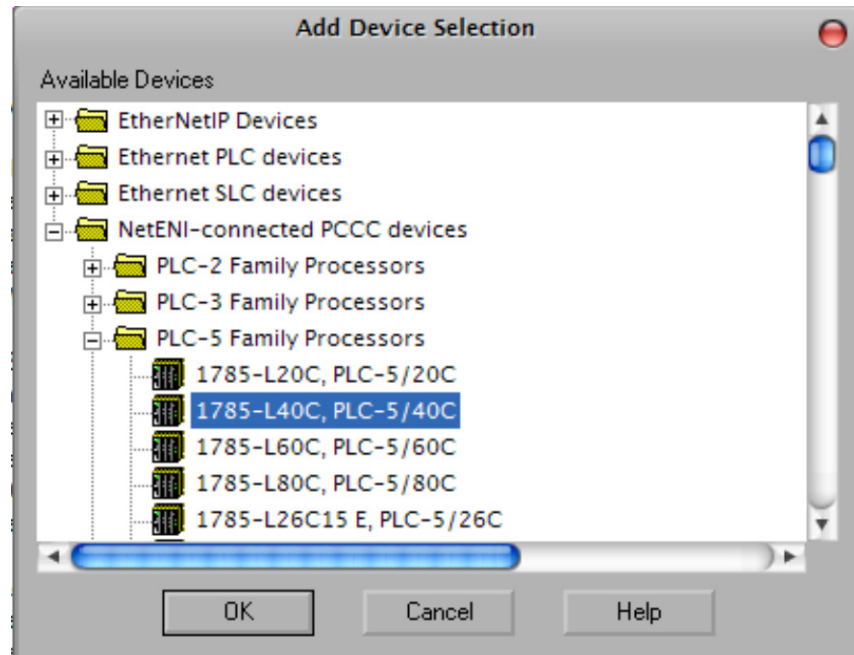 Add Device Selection
Available Devices
EtherNetIP Devices
Ethernet PLC devices
Ethernet SLC devices
NetENI-connected PCCC devices
PLC-2 Family Processors
PLC-3 Family Processors
PLC-5 Family Processors
1785-L20C, PLC-5/20C
1785-L40C, PLC-5/40C
1785-L60C, PLC-5/60C
1785-L80C, PLC-5/80C
1785-L26C15 E, PLC-5/26C
OK Cancel Help